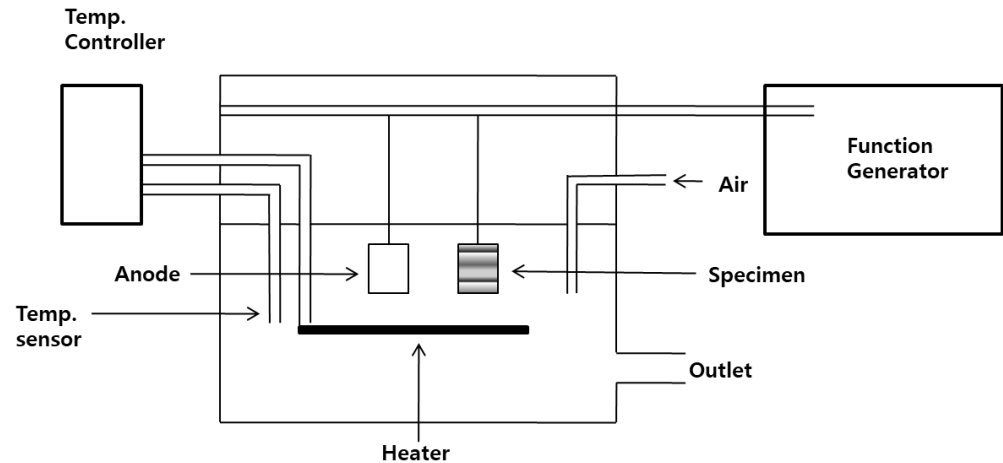 Temp.
Controller
Function
Generator
Air
Anode
Specimen
Temp.
sensor
Outlet
Heater